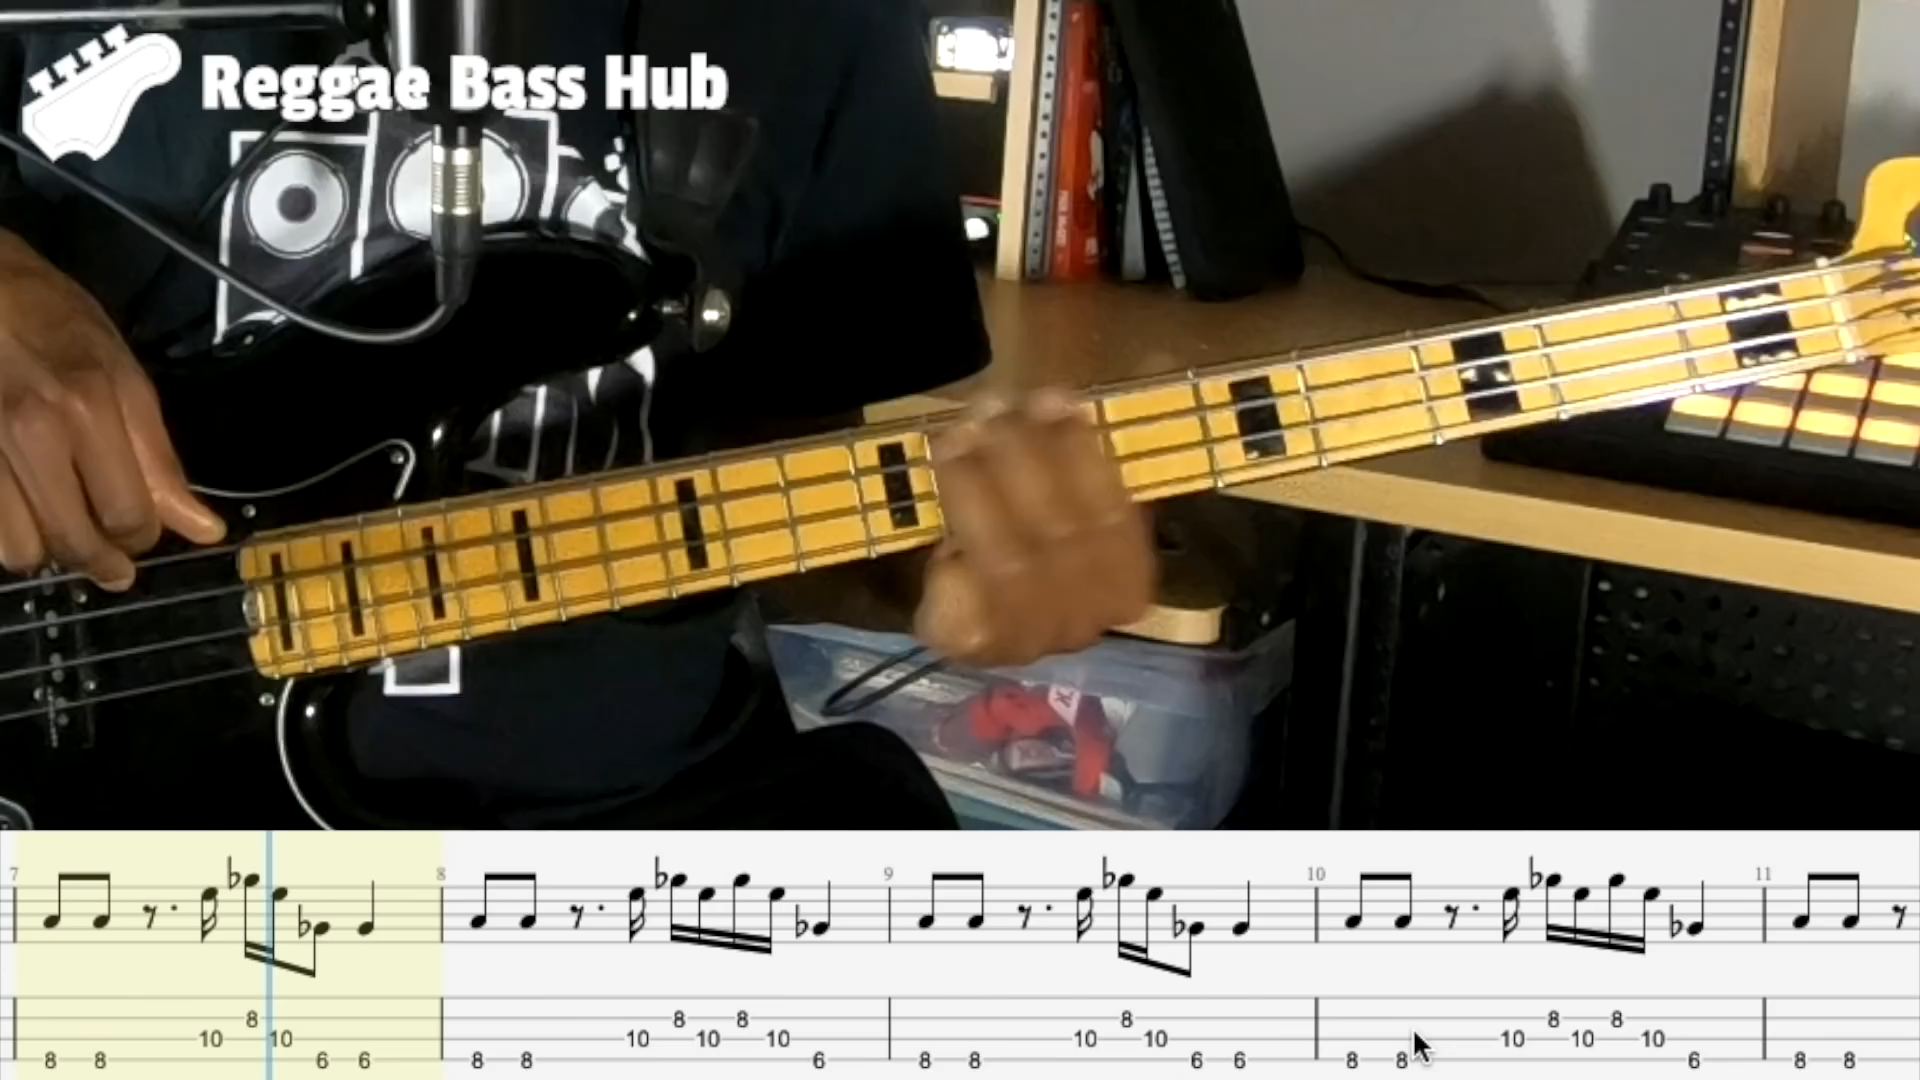 Reggae Bass Hub
7 8 9 10 11
8 8 8 8
10 10 10 10 10 10 10 10 10 10
8 8 6 6 8 8 6 8 8 6 6 8 8 6 8 8